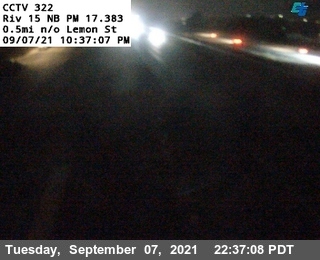 CCTV 322
Riv 15 NB PM 17.383
0.5mi n/o Lemon St
09/07/21 10:37:07 PM
Tuesday, September 07, 2021 22:37:08 PDT